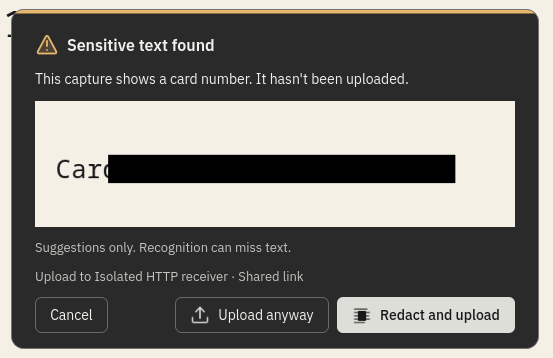 Sensitive text found
This capture shows a card number. It hasn't been uploaded.
Card
Suggestions only. Recognition can miss text.
Upload to Isolated HTTP receiver · Shared link
Cancel
Upload anyway
Redact and upload